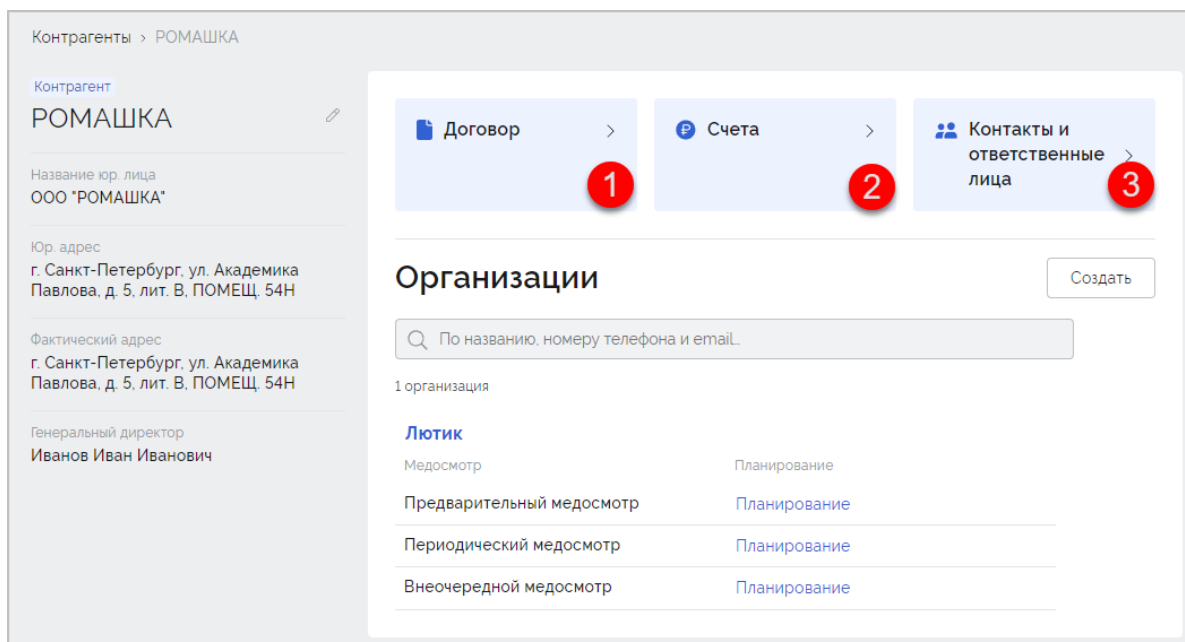 Контрагенты > РОМАШКА
Контрагент
РОМАШКА
Название юр. лица
ООО "РОМАШКА"
Юр. адрес
г. Санкт-Петербург, ул. Академика
Павлова, д. 5, лит. В, ПОМЕЩ. 54Н
Фактический адрес
г. Санкт-Петербург, ул. Академика
Павлова, д. 5, лит. В, ПОМЕЩ. 54Н
Генеральный директор
Иванов Иван Иванович
Договор >
1
Счета >
2
Контакты и
ответственные >
лица
3
Организации
Создать
По названию, номеру телефона и email...
1 организация
Лютик
Медосмотр Планирование
Предварительный медосмотр Планирование
Периодический медосмотр Планирование
Внеочередной медосмотр Планирование